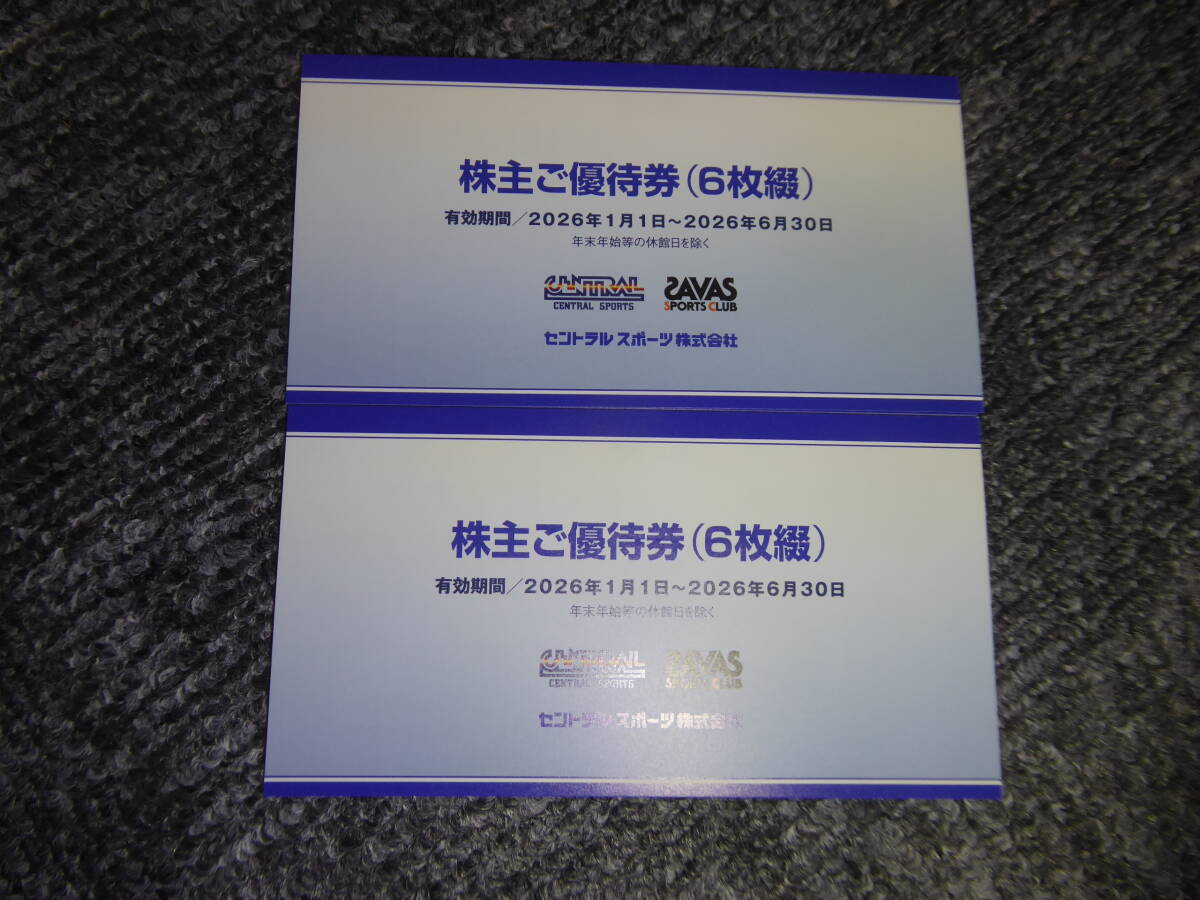 株主ご優待券(6枚綴)
有効期間/2026年1月1日〜2026年6月30日
年末年始等の休館日を除く
CENTRAL SAVAS
CENTRAL SPORTS SPORTS CLUB
セントラルスポーツ株式会社
株主ご優待券(6枚綴)
有効期間/2026年1月1日〜2026年6月30日
年末年始等の休館日を除く
CENTRAL SAVAS
CENTRAL SPORTS SPORTS CLUB
セントラルスポーツ株式会社